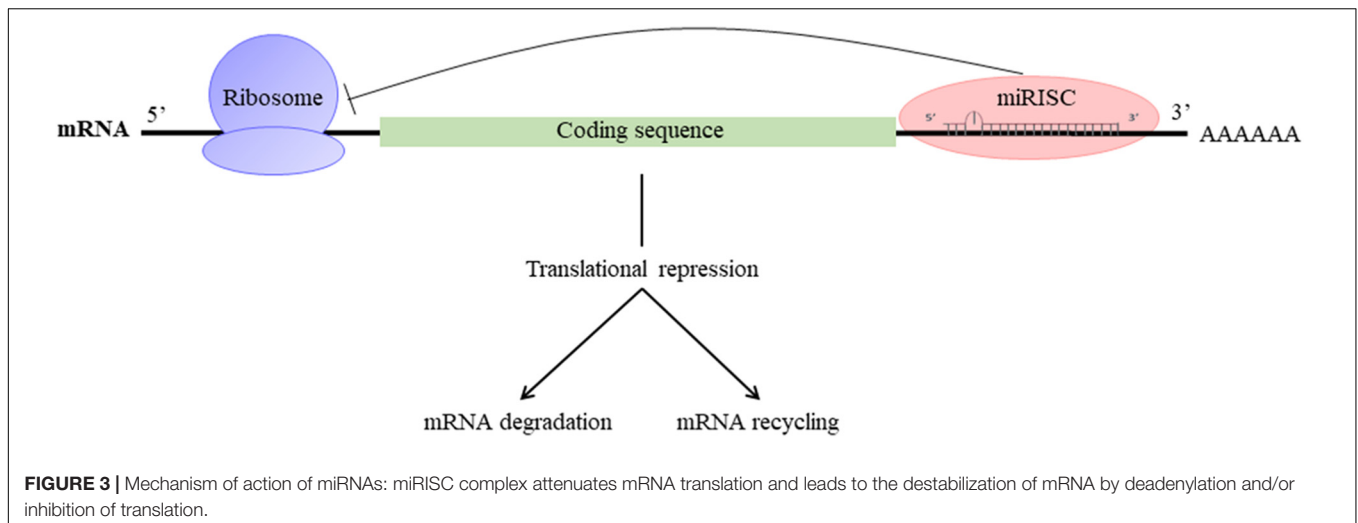 Ribosome
miRISC
5’ 3’
mRNA 5’ Coding sequence 3’ AAAAAA
Translational repression
mRNA degradation mRNA recycling
FIGURE 3 | Mechanism of action of miRNAs: miRISC complex attenuates mRNA translation and leads to the destabilization of mRNA by deadenylation and/or
inhibition of translation.